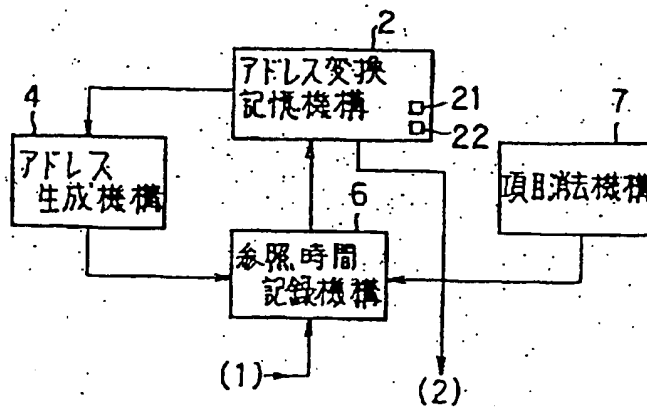 2
アドレス変換
記憶機構
21
22
4
アドレス
生成機構
7
項目消去機構
6
参照時間
記録機構
(1)
(2)